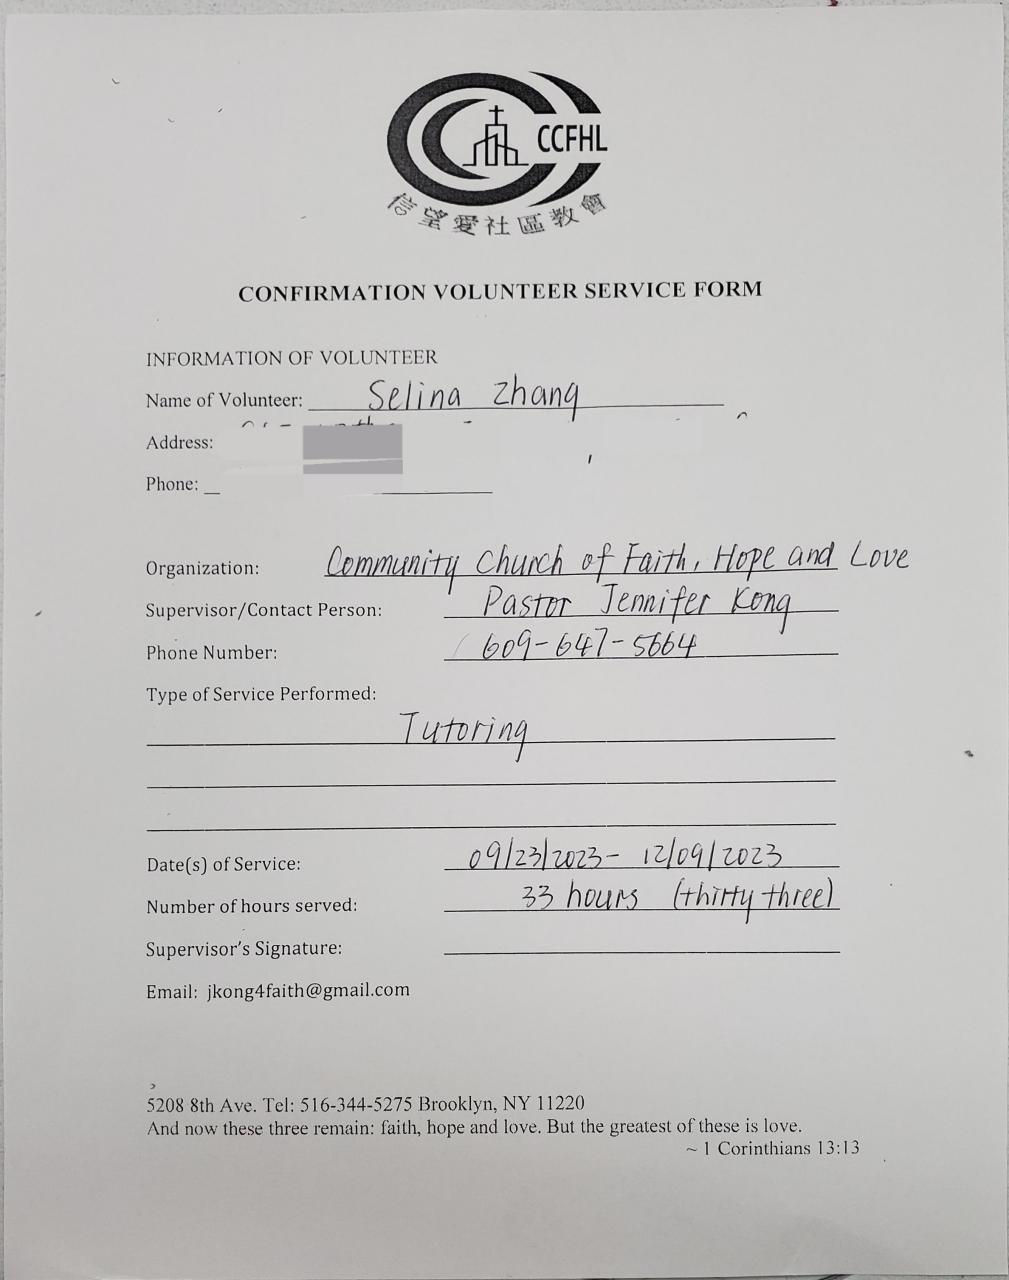 CCFHL
信望愛社區教會
CONFIRMATION VOLUNTEER SERVICE FORM
INFORMATION OF VOLUNTEER
Name of Volunteer: Selina Zhang
Address:
Phone:
Organization: Community Church of Faith, Hope and Love
Supervisor/Contact Person: Pastor Jennifer Kong
Phone Number: 609-647-5664
Type of Service Performed:
Tutoring
Date(s) of Service: 09/23/2023- 12/09/2023
Number of hours served: 33 hours (thirty three)
Supervisor's Signature:
Email: jkong4faith@gmail.com
5208 8th Ave. Tel: 516-344-5275 Brooklyn, NY 11220
And now these three remain: faith, hope and love. But the greatest of these is love.
~ 1 Corinthians 13:13